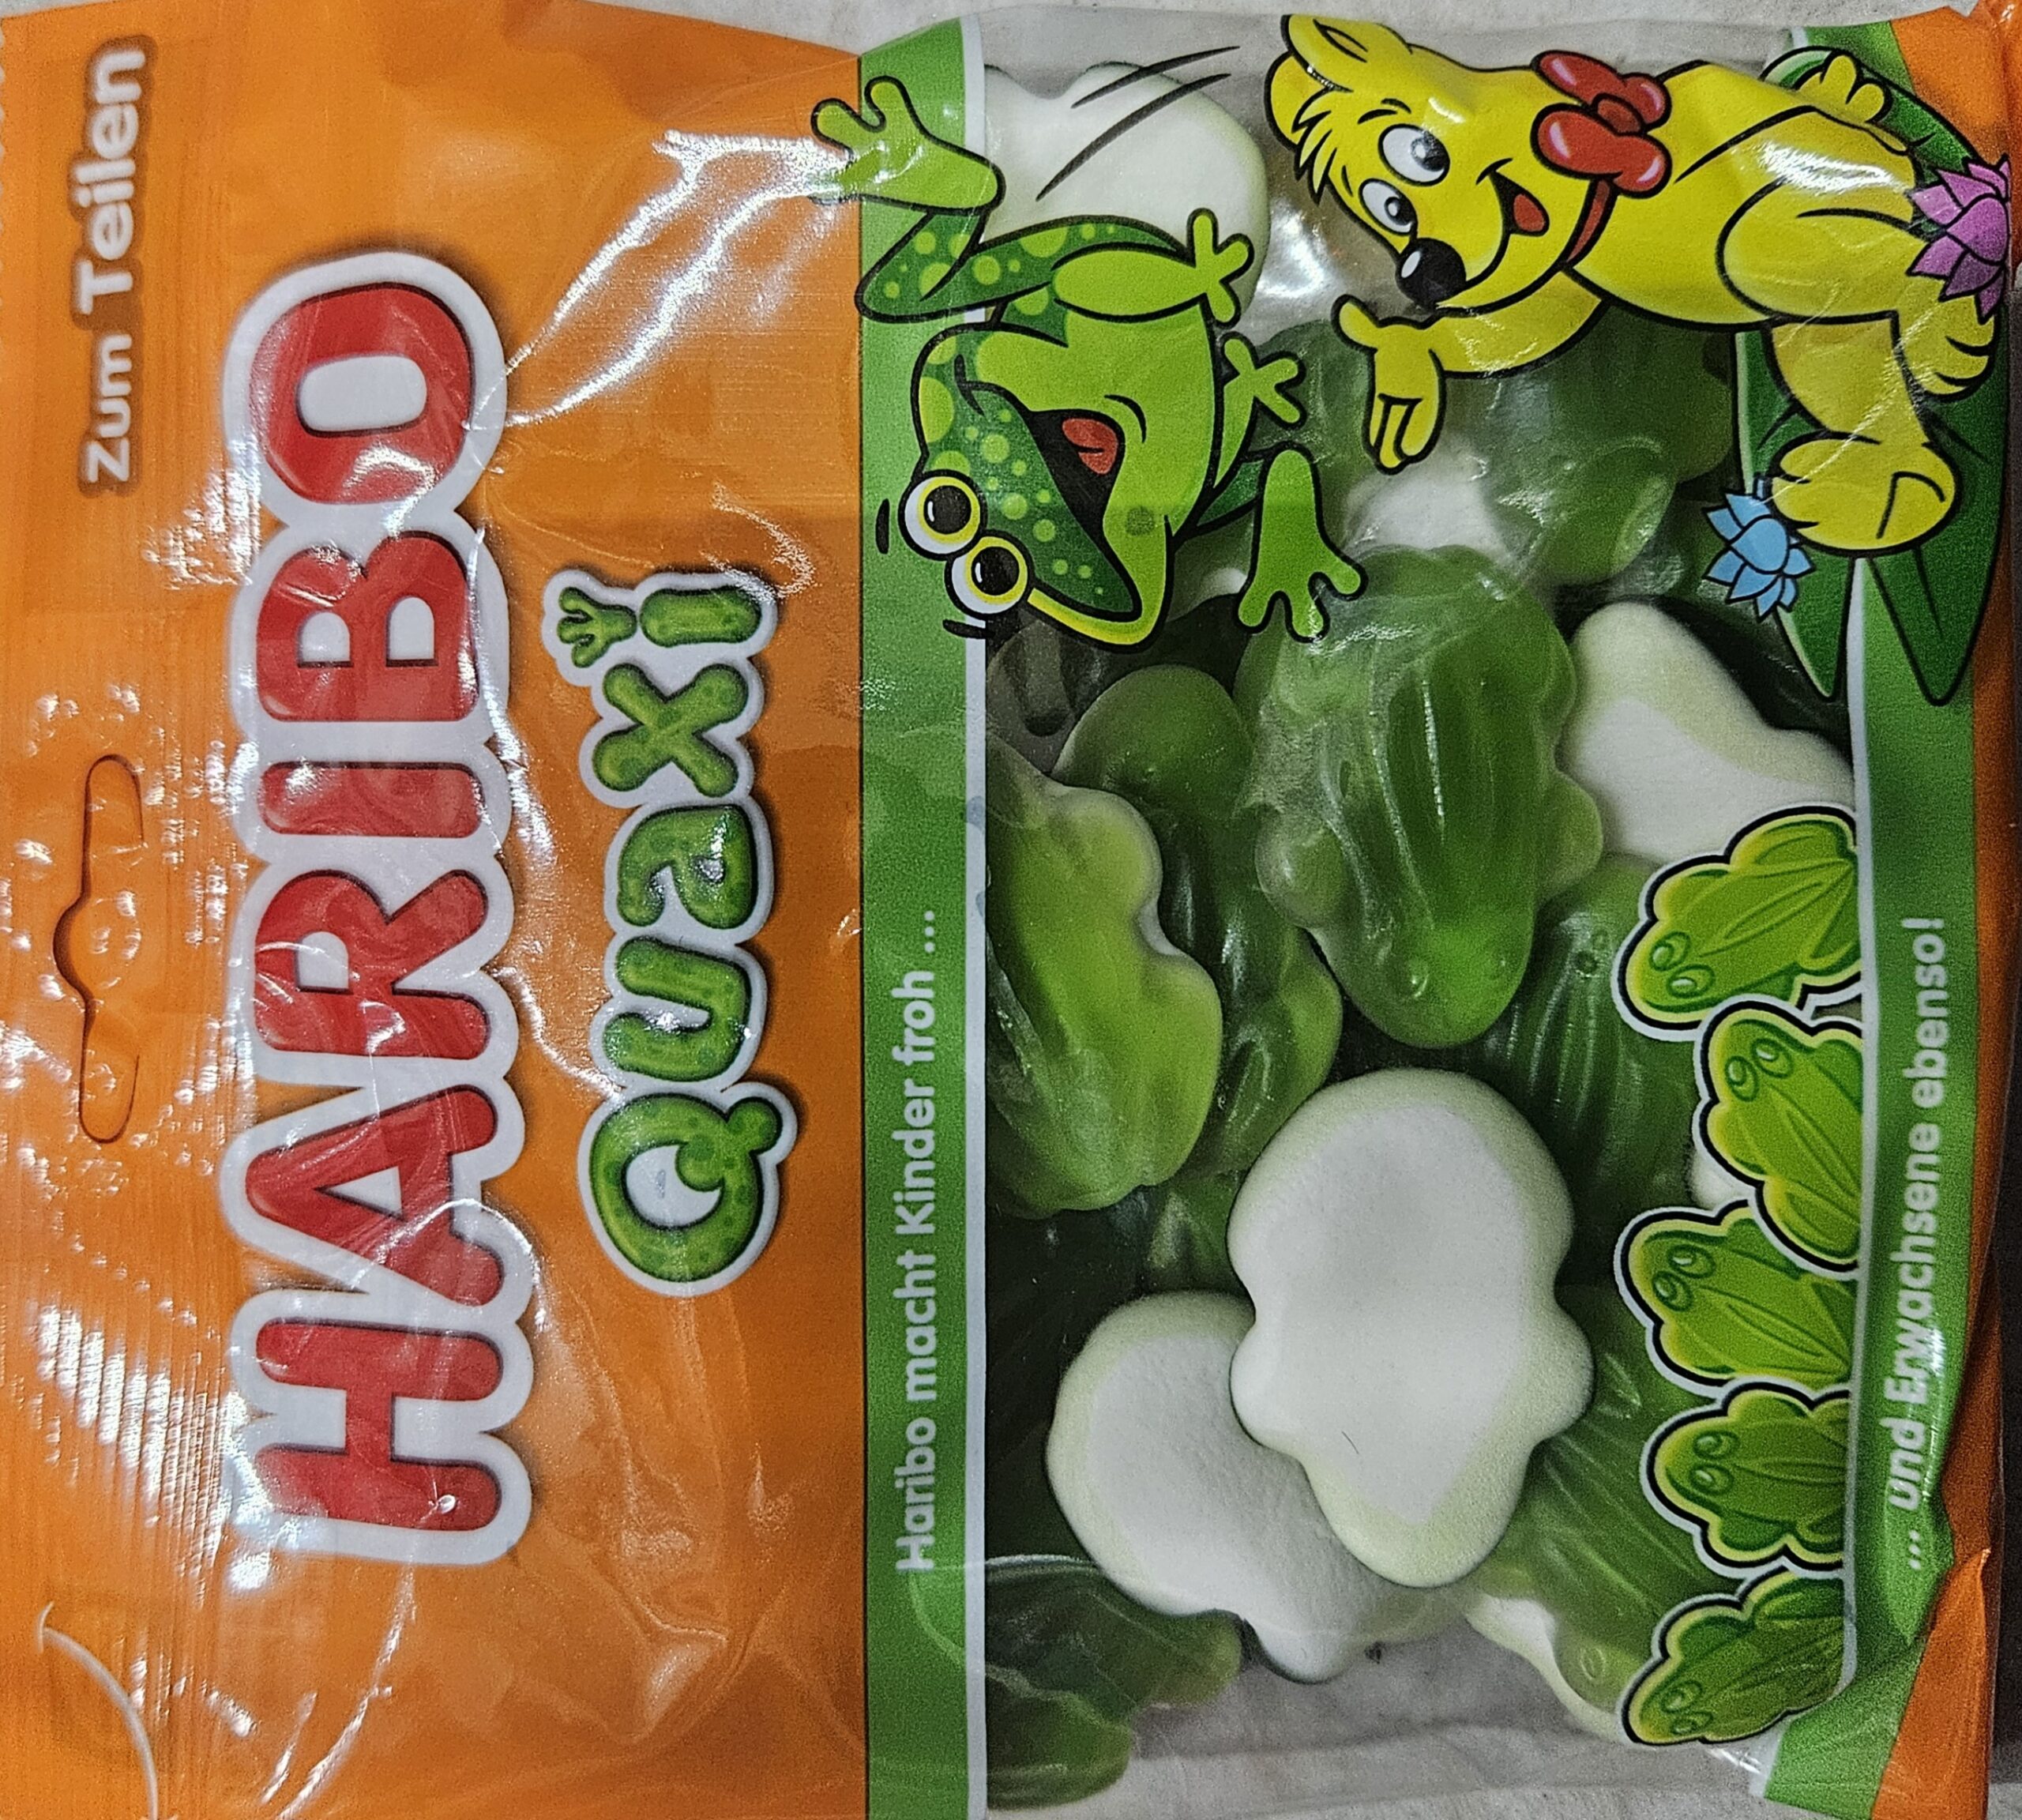 Zum Teilen
HARIBO
Quaxi
Haribo macht Kinder froh ...
... und Erwachsene ebenso!